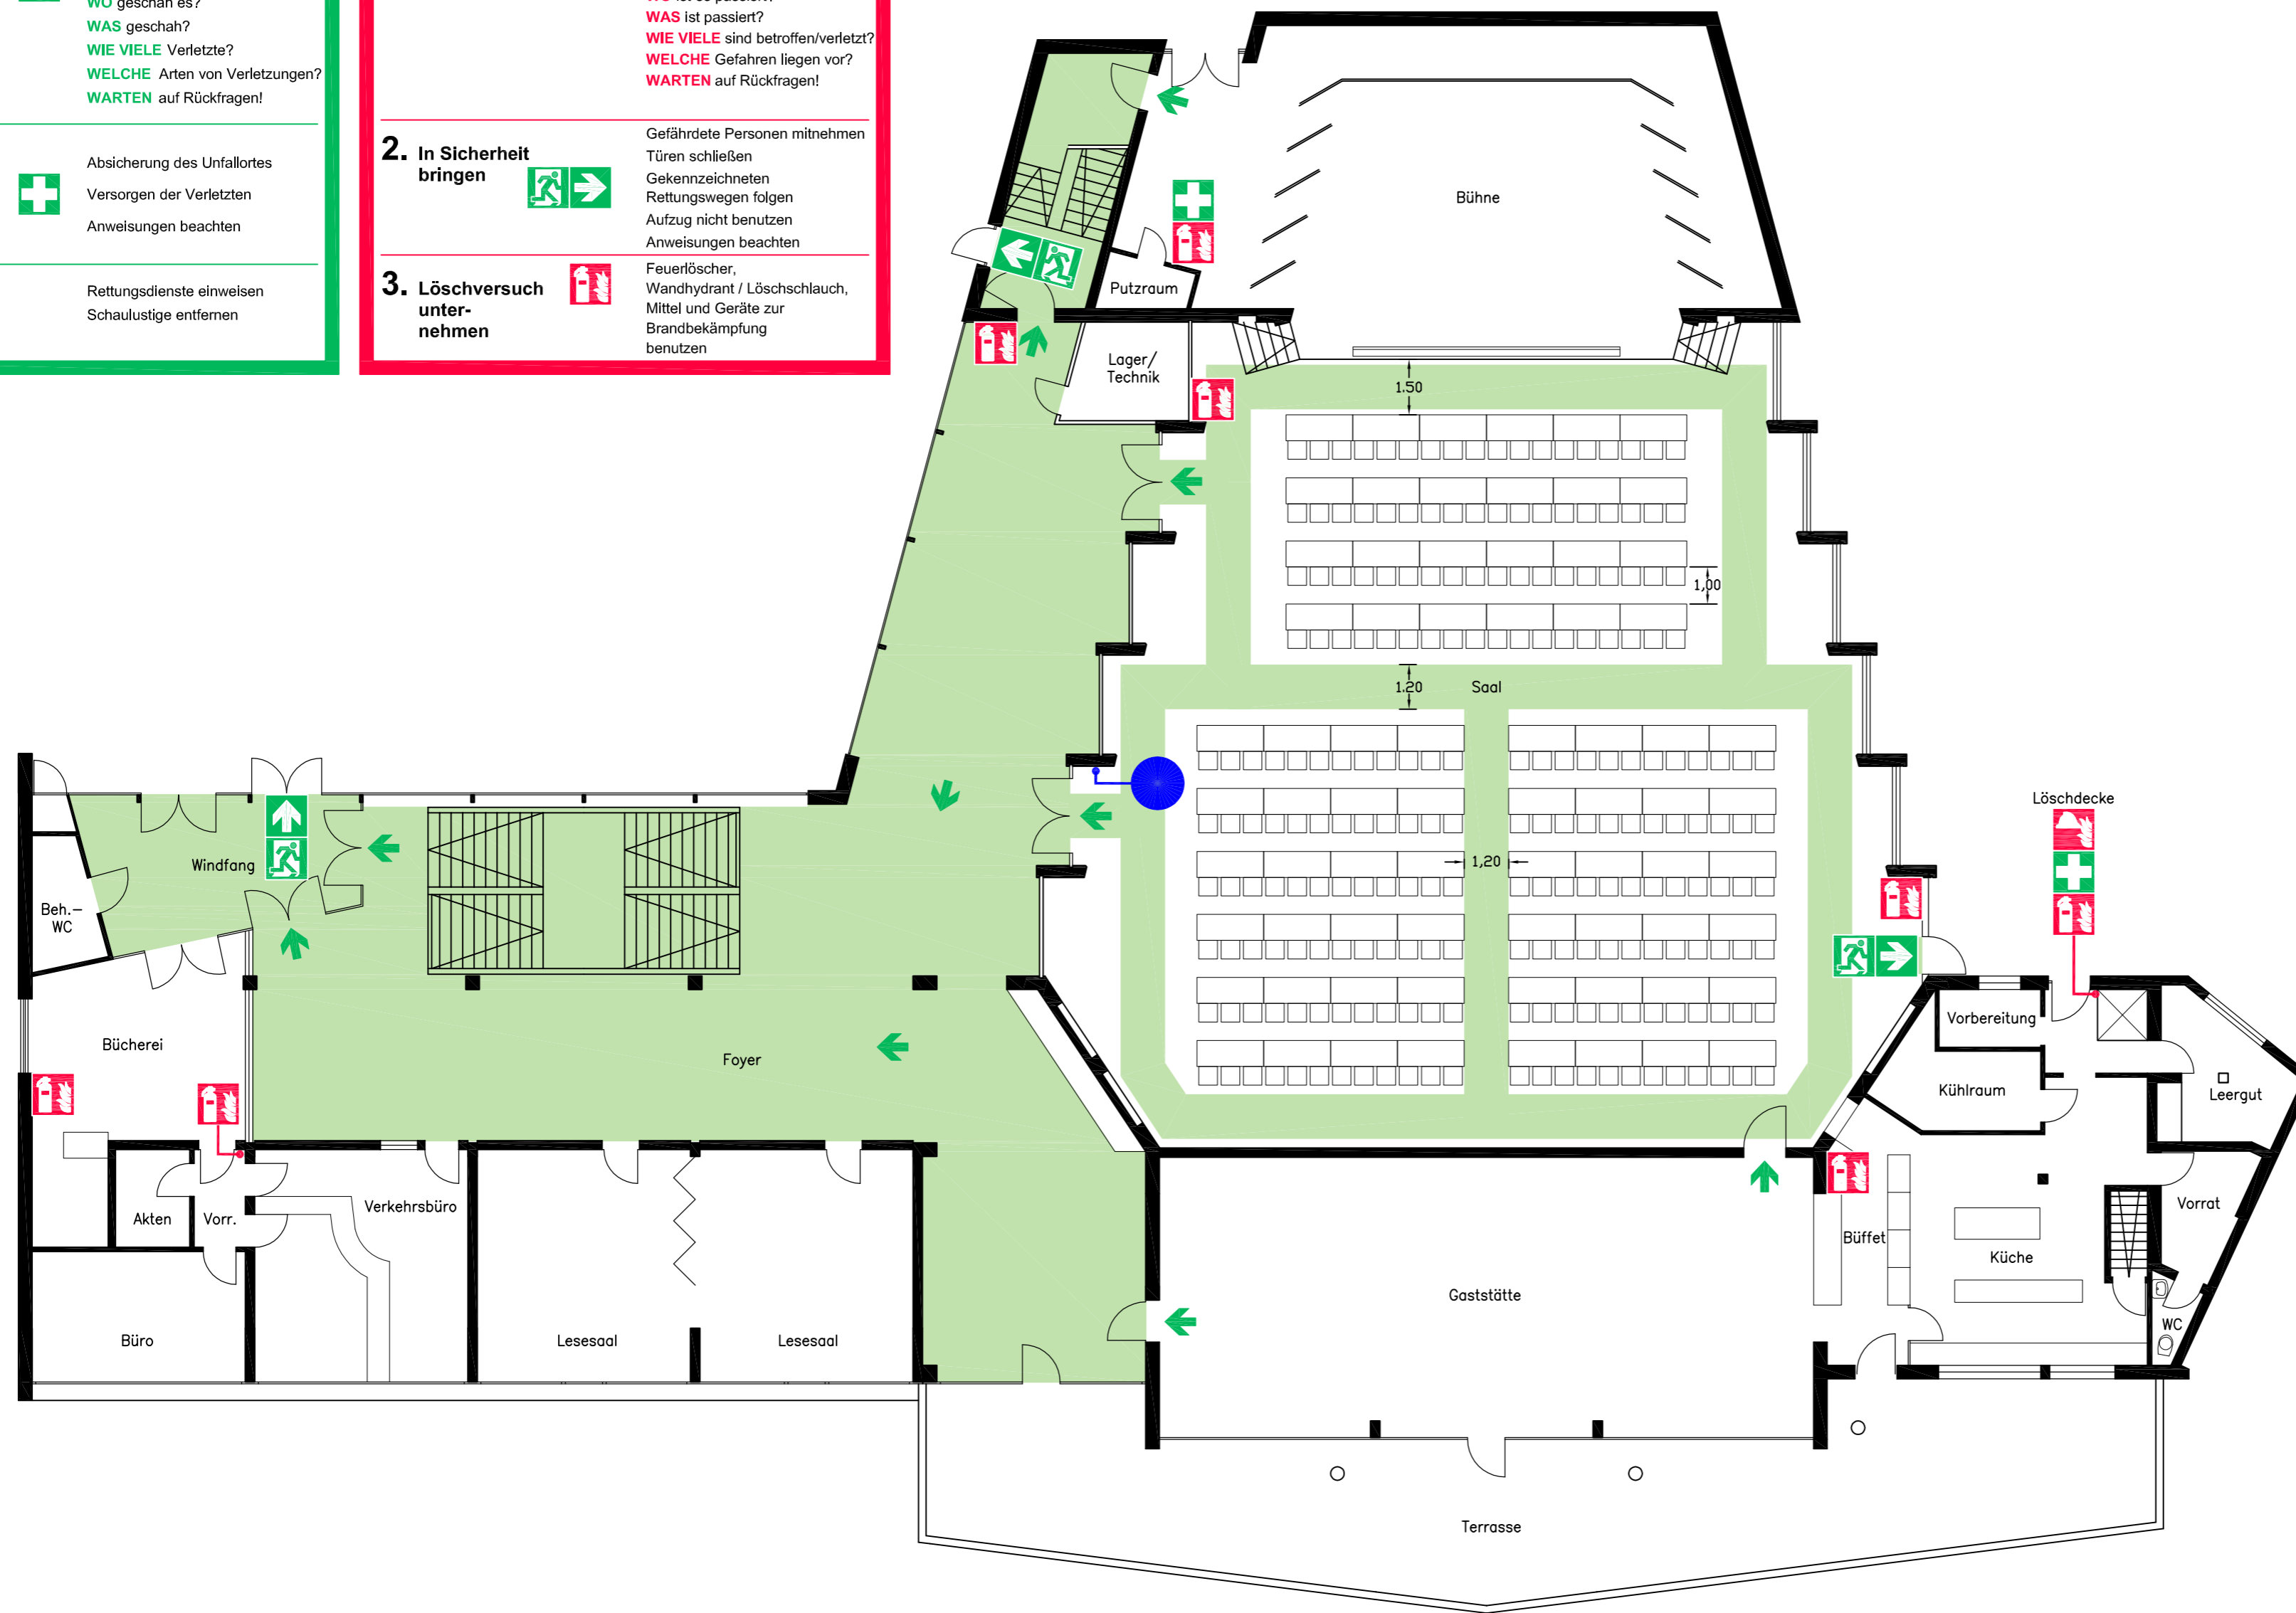 WO geschah es?
WAS geschah?
WIE VIELE Verletzte?
WELCHE Arten von Verletzungen?
WARTEN auf Rückfragen!
Absicherung des Unfallortes
Versorgen der Verletzten
Anweisungen beachten
Rettungsdienste einweisen
Schaulustige entfernen
WO ist es passiert?
WAS ist passiert?
WIE VIELE sind betroffen/verletzt?
WELCHE Gefahren liegen vor?
WARTEN auf Rückfragen!
2. In Sicherheit
bringen
Gefährdete Personen mitnehmen
Türen schließen
Gekennzeichneten
Rettungswegen folgen
Aufzug nicht benutzen
Anweisungen beachten
3. Löschversuch
unter-
nehmen
Feuerlöscher,
Wandhydrant / Löschschlauch,
Mittel und Geräte zur
Brandbekämpfung
benutzen
Bühne
Putzraum
Lager/
Technik
1.50
1,00
1.20
Saal
1,20
Löschdecke
Windfang
Beh.–
WC
Bücherei
Foyer
Vorbereitung
Kühlraum
Leergut
Akten
Vorr.
Verkehrsbüro
Vorrat
Büffet
Küche
Gaststätte
WC
Büro
Lesesaal
Lesesaal
Terrasse